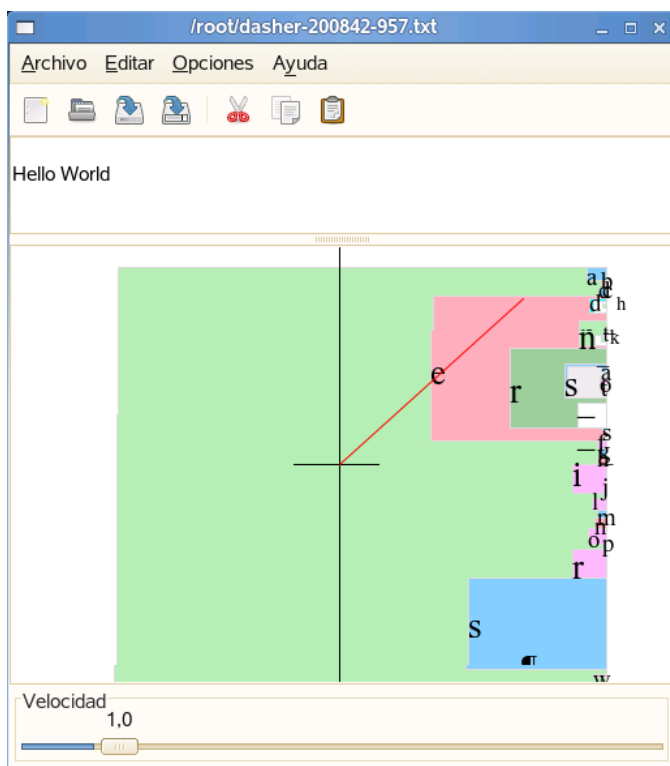 /root/dasher-200842-957.txt
Archivo Editar Opciones Ayuda
Hello World
a
d h
n t k
e
r s
s
i j
l
m
n
o p
r
s
¶
w
Velocidad
1,0